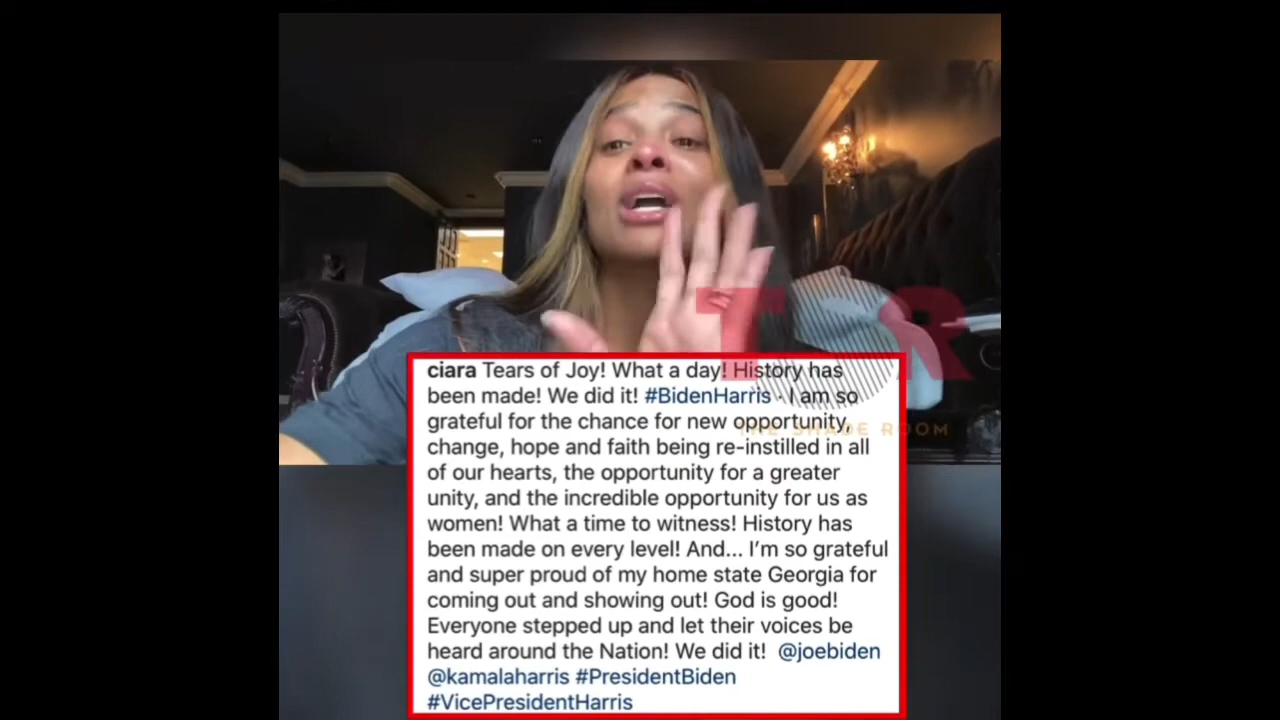 TSR
THE SHADE ROOM
ciara Tears of Joy! What a day! History has
been made! We did it! #BidenHarris · I am so
grateful for the chance for new opportunity,
change, hope and faith being re-instilled in all
of our hearts, the opportunity for a greater
unity, and the incredible opportunity for us as
women! What a time to witness! History has
been made on every level! And... I'm so grateful
and super proud of my home state Georgia for
coming out and showing out! God is good!
Everyone stepped up and let their voices be
heard around the Nation! We did it! @joebiden
@kamalaharris #PresidentBiden
#VicePresidentHarris